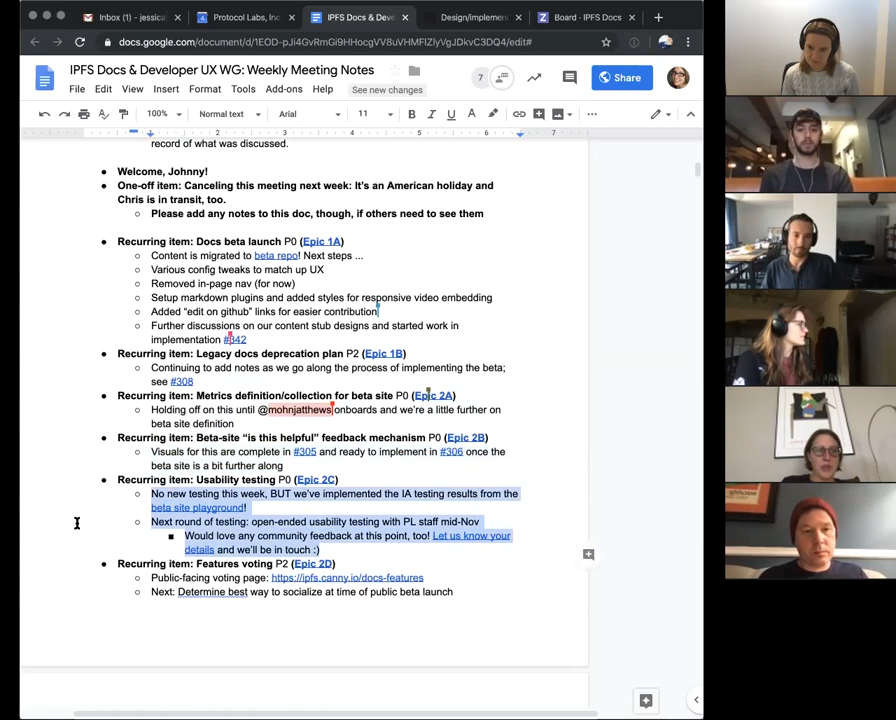 Inbox (1) - jessica
Protocol Labs, Inc
IPFS Docs & Deve
Design/implemen
Board - IPFS Docs
docs.google.com/document/d/1EOD-pJi4GvRmGi9HHocgVV8uVHMFIZlyVgJDkvC3DQ4/edit#
IPFS Docs & Developer UX WG: Weekly Meeting Notes
File Edit View Insert Format Tools Add-ons Help See new changes
7
Share
100% Normal text Arial 11 B I U A
1 2 3 4 5 6 7
record of what was discussed.
Welcome, Johnny!
One-off item: Canceling this meeting next week: It's an American holiday and
Chris is in transit, too.
Please add any notes to this doc, though, if others need to see them
Recurring item: Docs beta launch P0 (Epic 1A)
Content is migrated to beta repo! Next steps ...
Various config tweaks to match up UX
Removed in-page nav (for now)
Setup markdown plugins and added styles for responsive video embedding
Added “edit on github” links for easier contribution
Further discussions on our content stub designs and started work in
implementation #342
Recurring item: Legacy docs deprecation plan P2 (Epic 1B)
Continuing to add notes as we go along the process of implementing the beta;
see #308
Recurring item: Metrics definition/collection for beta site P0 (Epic 2A)
Holding off on this until @mohnjatthews onboards and we're a little further on
beta site definition
Recurring item: Beta-site “is this helpful” feedback mechanism P0 (Epic 2B)
Visuals for this are complete in #305 and ready to implement in #306 once the
beta site is a bit further along
Recurring item: Usability testing P0 (Epic 2C)
No new testing this week, BUT we've implemented the IA testing results from the
beta site playground!
Next round of testing: open-ended usability testing with PL staff mid-Nov
Would love any community feedback at this point, too! Let us know your
details and we'll be in touch :)
Recurring item: Features voting P2 (Epic 2D)
Public-facing voting page: https://ipfs.canny.io/docs-features
Next: Determine best way to socialize at time of public beta launch